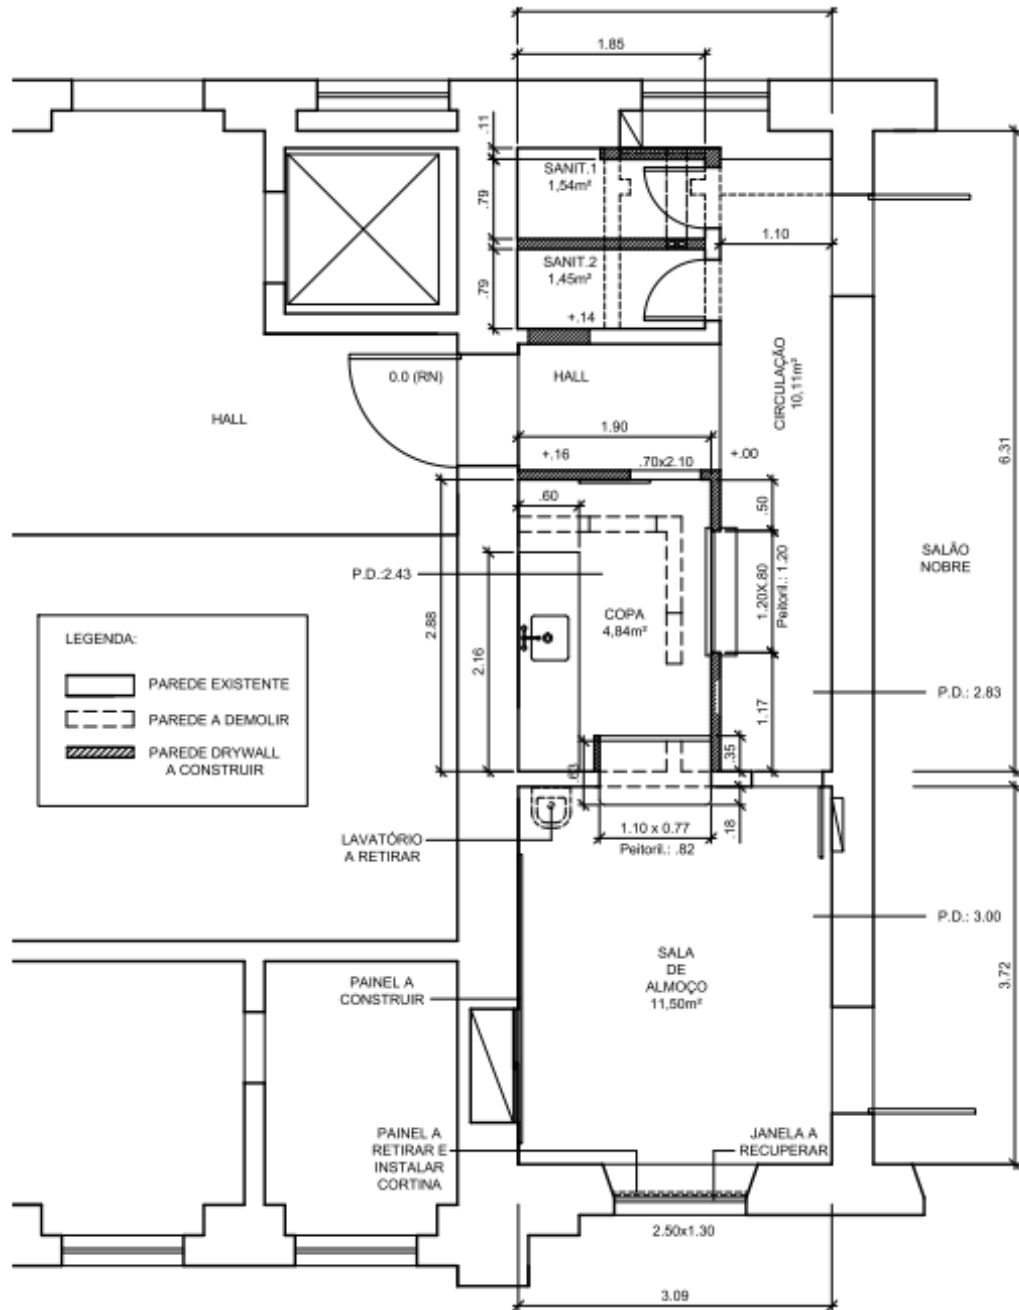 1.85
.11
SANIT.1
1,54m²
.79
1.10
SANIT.2
1,45m²
.79
+.14
0.0 (RN)
HALL
HALL
CIRCULAÇÃO
10,11m²
1.90
+.16
.70x2.10
+.00
6.31
.60
.50
SALÃO
NOBRE
P.D.:2.43
1.20X.80
Peitoril.: 1.20
COPA
4,84m²
2.88
2.16
LEGENDA:
PAREDE EXISTENTE
PAREDE A DEMOLIR
PAREDE DRYWALL
A CONSTRUIR
P.D.: 2.83
1.17
.35
.63
.18
1.10 x 0.77
Peitoril.: .82
LAVATÓRIO
A RETIRAR
P.D.: 3.00
SALA
DE
ALMOÇO
11,50m²
3.72
PAINEL A
CONSTRUIR
PAINEL A
RETIRAR E
INSTALAR
CORTINA
JANELA A
RECUPERAR
2.50x1.30
3.09